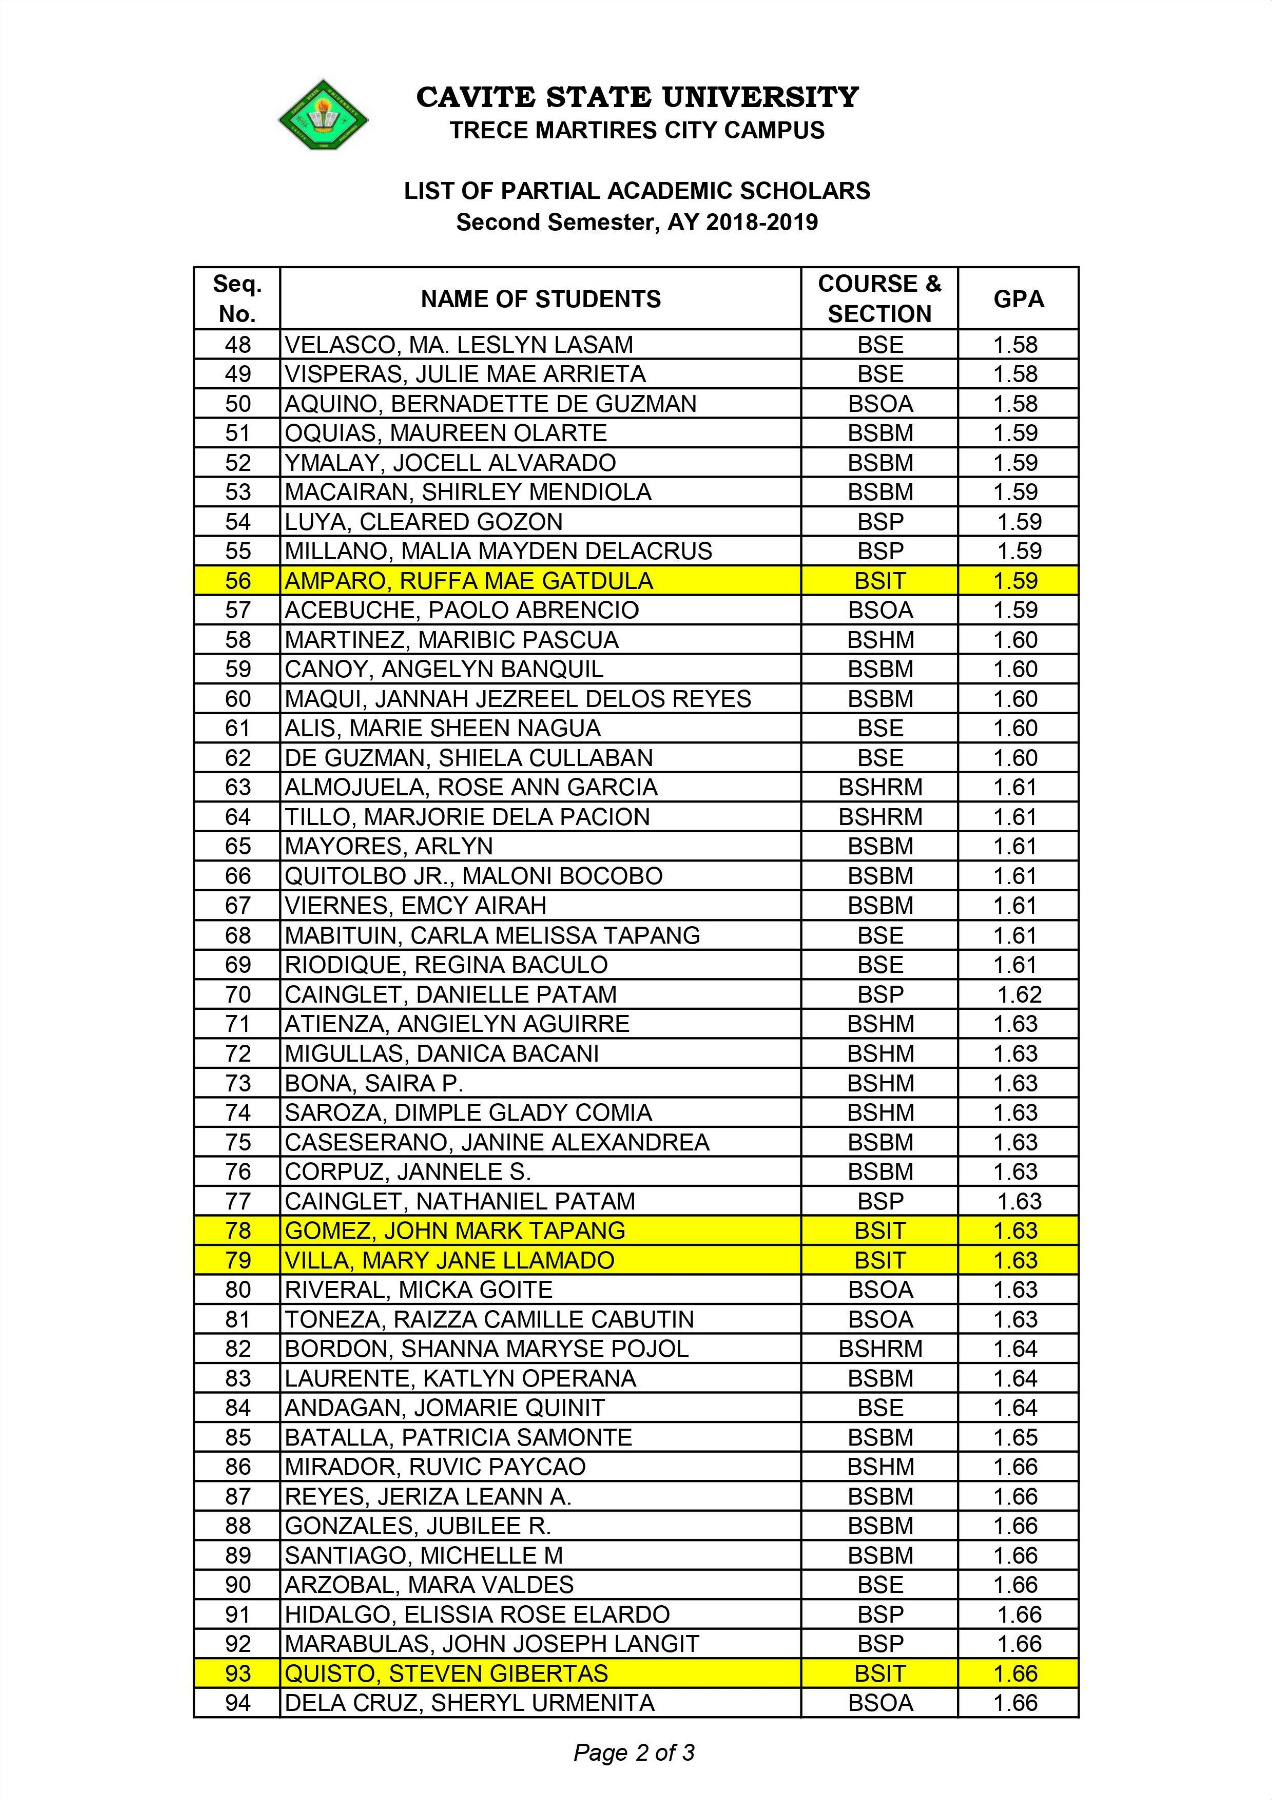 CAVITE STATE UNIVERSITY
TRECE MARTIRES CITY CAMPUS
LIST OF PARTIAL ACADEMIC SCHOLARS
Second Semester, AY 2018-2019
Seq. No. NAME OF STUDENTS COURSE & SECTION GPA
48 VELASCO, MA. LESLYN LASAM BSE 1.58
49 VISPERAS, JULIE MAE ARRIETA BSE 1.58
50 AQUINO, BERNADETTE DE GUZMAN BSOA 1.58
51 OQUIAS, MAUREEN OLARTE BSBM 1.59
52 YMALAY, JOCELL ALVARADO BSBM 1.59
53 MACAIRAN, SHIRLEY MENDIOLA BSBM 1.59
54 LUYA, CLEARED GOZON BSP 1.59
55 MILLANO, MALIA MAYDEN DELACRUS BSP 1.59
56 AMPARO, RUFFA MAE GATDULA BSIT 1.59
57 ACEBUCHE, PAOLO ABRENCIO BSOA 1.59
58 MARTINEZ, MARIBIC PASCUA BSHM 1.60
59 CANOY, ANGELYN BANQUIL BSBM 1.60
60 MAQUI, JANNAH JEZREEL DELOS REYES BSBM 1.60
61 ALIS, MARIE SHEEN NAGUA BSE 1.60
62 DE GUZMAN, SHIELA CULLABAN BSE 1.60
63 ALMOJUELA, ROSE ANN GARCIA BSHRM 1.61
64 TILLO, MARJORIE DELA PACION BSHRM 1.61
65 MAYORES, ARLYN BSBM 1.61
66 QUITOLBO JR., MALONI BOCOBO BSBM 1.61
67 VIERNES, EMCY AIRAH BSBM 1.61
68 MABITUIN, CARLA MELISSA TAPANG BSE 1.61
69 RIODIQUE, REGINA BACULO BSE 1.61
70 CAINGLET, DANIELLE PATAM BSP 1.62
71 ATIENZA, ANGIELYN AGUIRRE BSHM 1.63
72 MIGULLAS, DANICA BACANI BSHM 1.63
73 BONA, SAIRA P. BSHM 1.63
74 SAROZA, DIMPLE GLADY COMIA BSHM 1.63
75 CASESERANO, JANINE ALEXANDREA BSBM 1.63
76 CORPUZ, JANNELE S. BSBM 1.63
77 CAINGLET, NATHANIEL PATAM BSP 1.63
78 GOMEZ, JOHN MARK TAPANG BSIT 1.63
79 VILLA, MARY JANE LLAMADO BSIT 1.63
80 RIVERAL, MICKA GOITE BSOA 1.63
81 TONEZA, RAIZZA CAMILLE CABUTIN BSOA 1.63
82 BORDON, SHANNA MARYSE POJOL BSHRM 1.64
83 LAURENTE, KATLYN OPERANA BSBM 1.64
84 ANDAGAN, JOMARIE QUINIT BSE 1.64
85 BATALLA, PATRICIA SAMONTE BSBM 1.65
86 MIRADOR, RUVIC PAYCAO BSHM 1.66
87 REYES, JERIZA LEANN A. BSBM 1.66
88 GONZALES, JUBILEE R. BSBM 1.66
89 SANTIAGO, MICHELLE M BSBM 1.66
90 ARZOBAL, MARA VALDES BSE 1.66
91 HIDALGO, ELISSIA ROSE ELARDO BSP 1.66
92 MARABULAS, JOHN JOSEPH LANGIT BSP 1.66
93 QUISTO, STEVEN GIBERTAS BSIT 1.66
94 DELA CRUZ, SHERYL URMENITA BSOA 1.66
Page 2 of 3